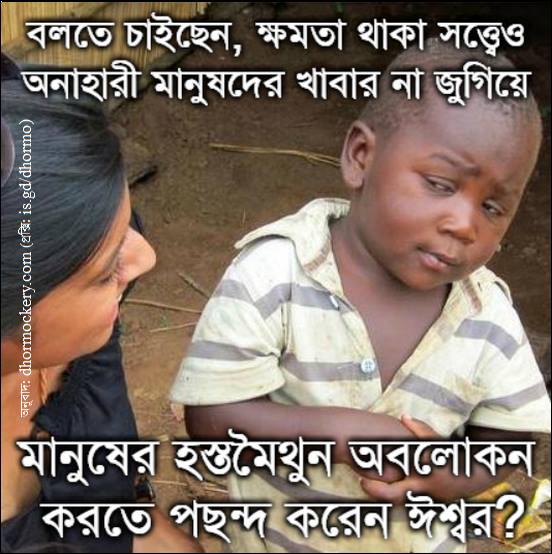 বলতে চাইছেন, ক্ষমতা থাকা সত্ত্বেও
অনাহারী মানুষদের খাবার না জুগিয়ে
অনুবাদ: dhormockery.com (প্রক্সি: is.gd/dhormo)
মানুষের হস্তমৈথুন অবলোকন
করতে পছন্দ করেন ঈশ্বর?